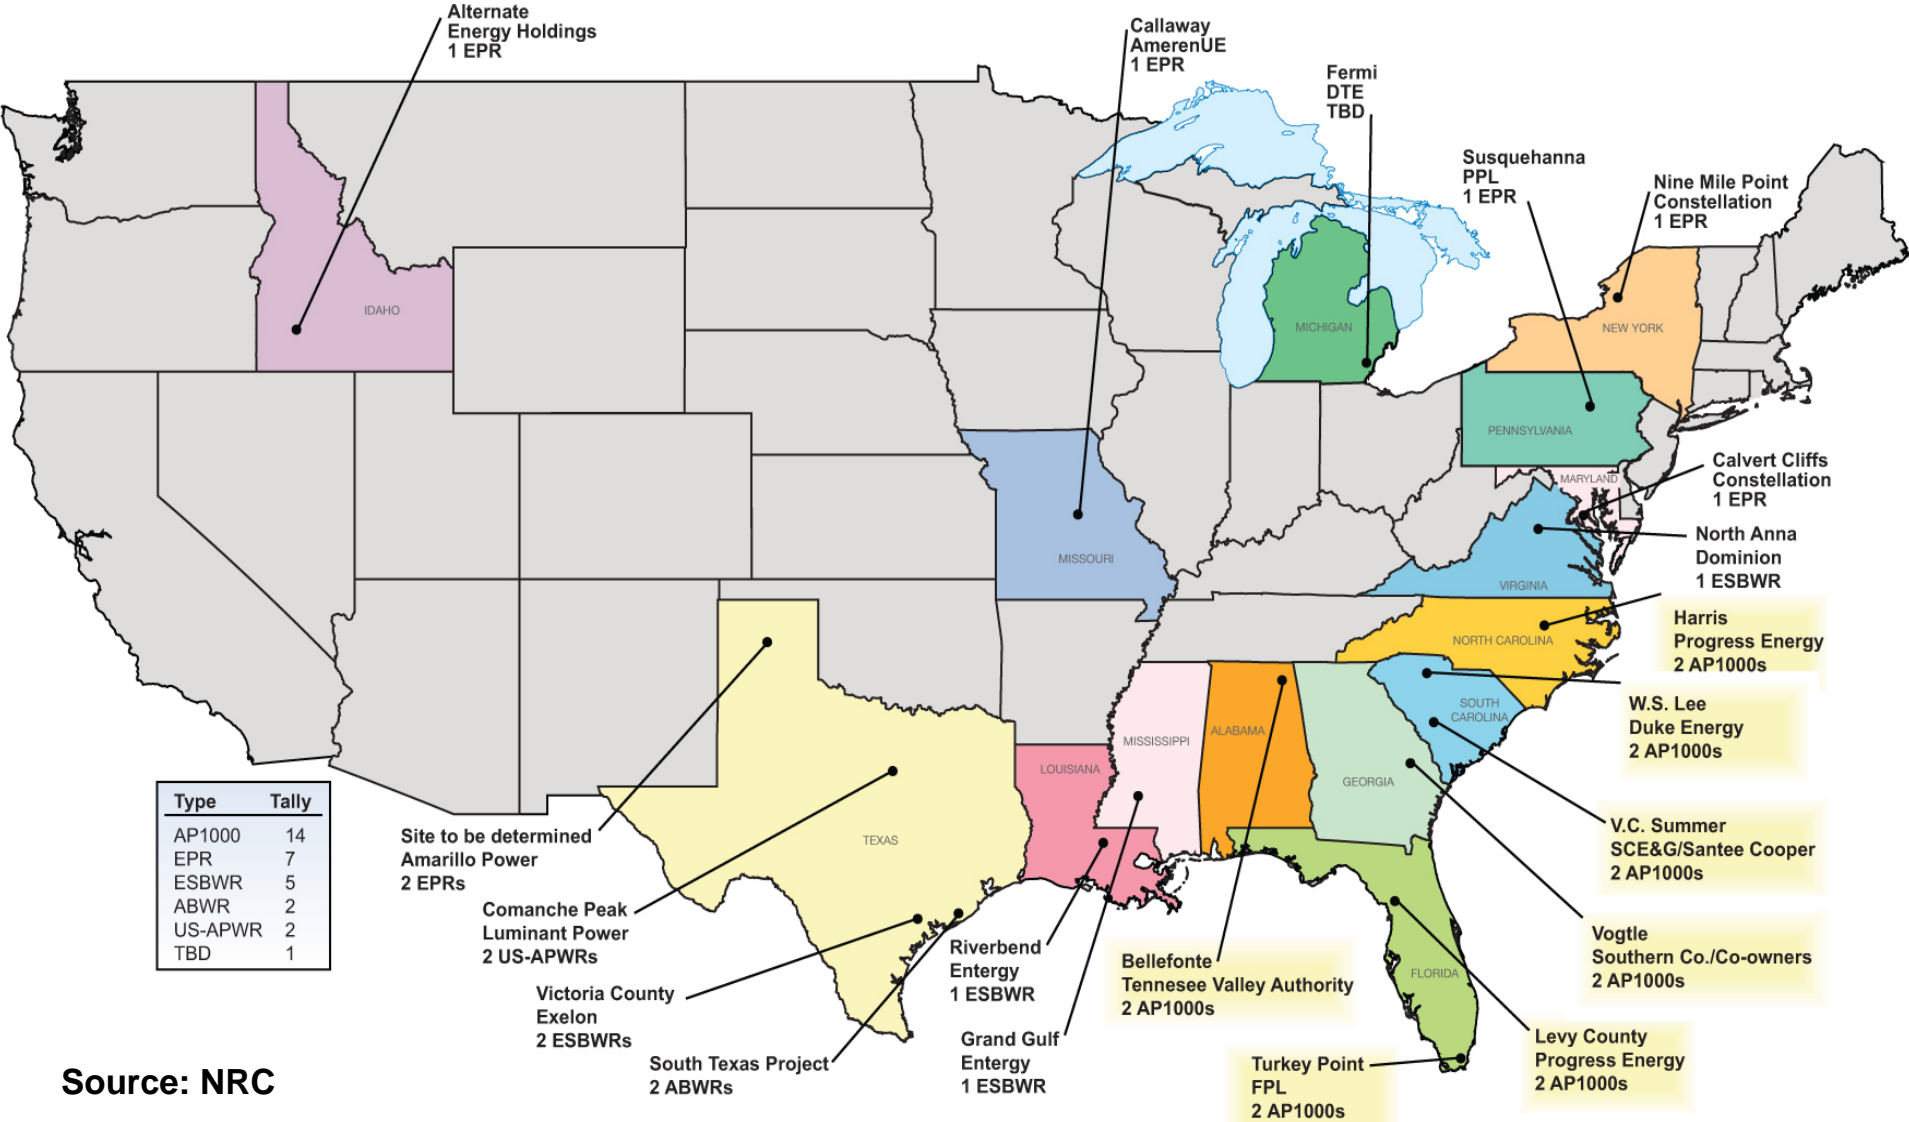 Alternate
Energy Holdings
1 EPR
Callaway
AmerenUE
1 EPR
Fermi
DTE
TBD
Susquehanna
PPL
1 EPR
Nine Mile Point
Constellation
1 EPR
IDAHO
MICHIGAN
NEW YORK
PENNSYLVANIA
MARYLAND
Calvert Cliffs
Constellation
1 EPR
North Anna
Dominion
1 ESBWR
MISSOURI
VIRGINIA
Harris
Progress Energy
2 AP1000s
NORTH CAROLINA
W.S. Lee
Duke Energy
2 AP1000s
SOUTH
CAROLINA
MISSISSIPPI
ALABAMA
LOUISIANA
GEORGIA
TEXAS
V.C. Summer
SCE&G/Santee Cooper
2 AP1000s
Type Tally
AP1000 14
EPR 7
ESBWR 5
ABWR 2
US-APWR 2
TBD 1
Site to be determined
Amarillo Power
2 EPRs
Comanche Peak
Luminant Power
2 US-APWRs
Victoria County
Exelon
2 ESBWRs
South Texas Project
2 ABWRs
Riverbend
Entergy
1 ESBWR
Grand Gulf
Entergy
1 ESBWR
Bellefonte
Tennesee Valley Authority
2 AP1000s
Vogtle
Southern Co./Co-owners
2 AP1000s
FLORIDA
Levy County
Progress Energy
2 AP1000s
Turkey Point
FPL
2 AP1000s
Source: NRC